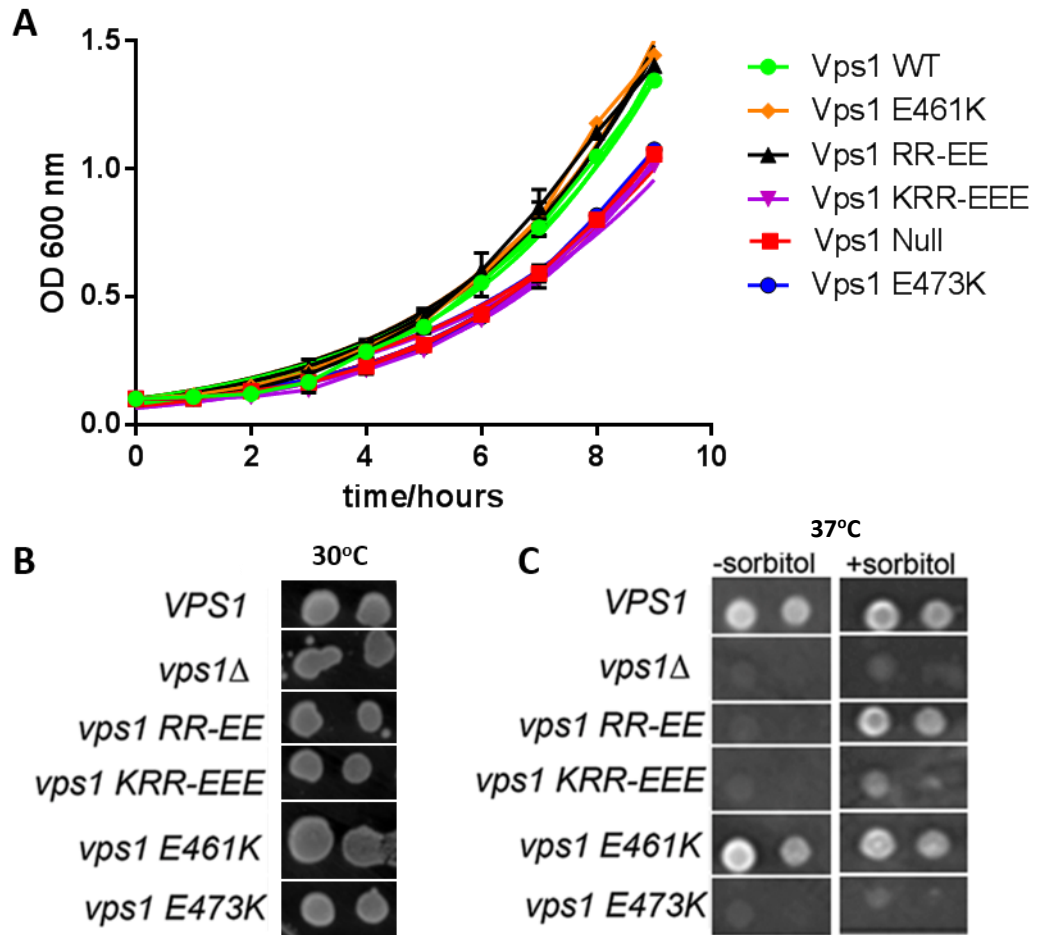 A
1.5
1.0
0.5
0.0
OD 600 nm
0 2 4 6 8 10
time/hours
Vps1 WT
Vps1 E461K
Vps1 RR-EE
Vps1 KRR-EEE
Vps1 Null
Vps1 E473K
B
30°C
VPS1
vps1Δ
vps1 RR-EE
vps1 KRR-EEE
vps1 E461K
vps1 E473K
C
37°C
-sorbitol +sorbitol
VPS1
vps1Δ
vps1 RR-EE
vps1 KRR-EEE
vps1 E461K
vps1 E473K